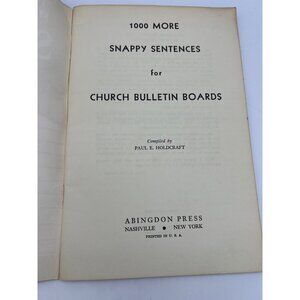 1000 MORE
SNAPPY SENTENCES
for
CHURCH BULLETIN BOARDS
Compiled by
PAUL E. HOLDCRAFT
ABINGDON PRESS
NASHVILLE • NEW YORK
PRINTED IN U. S. A.